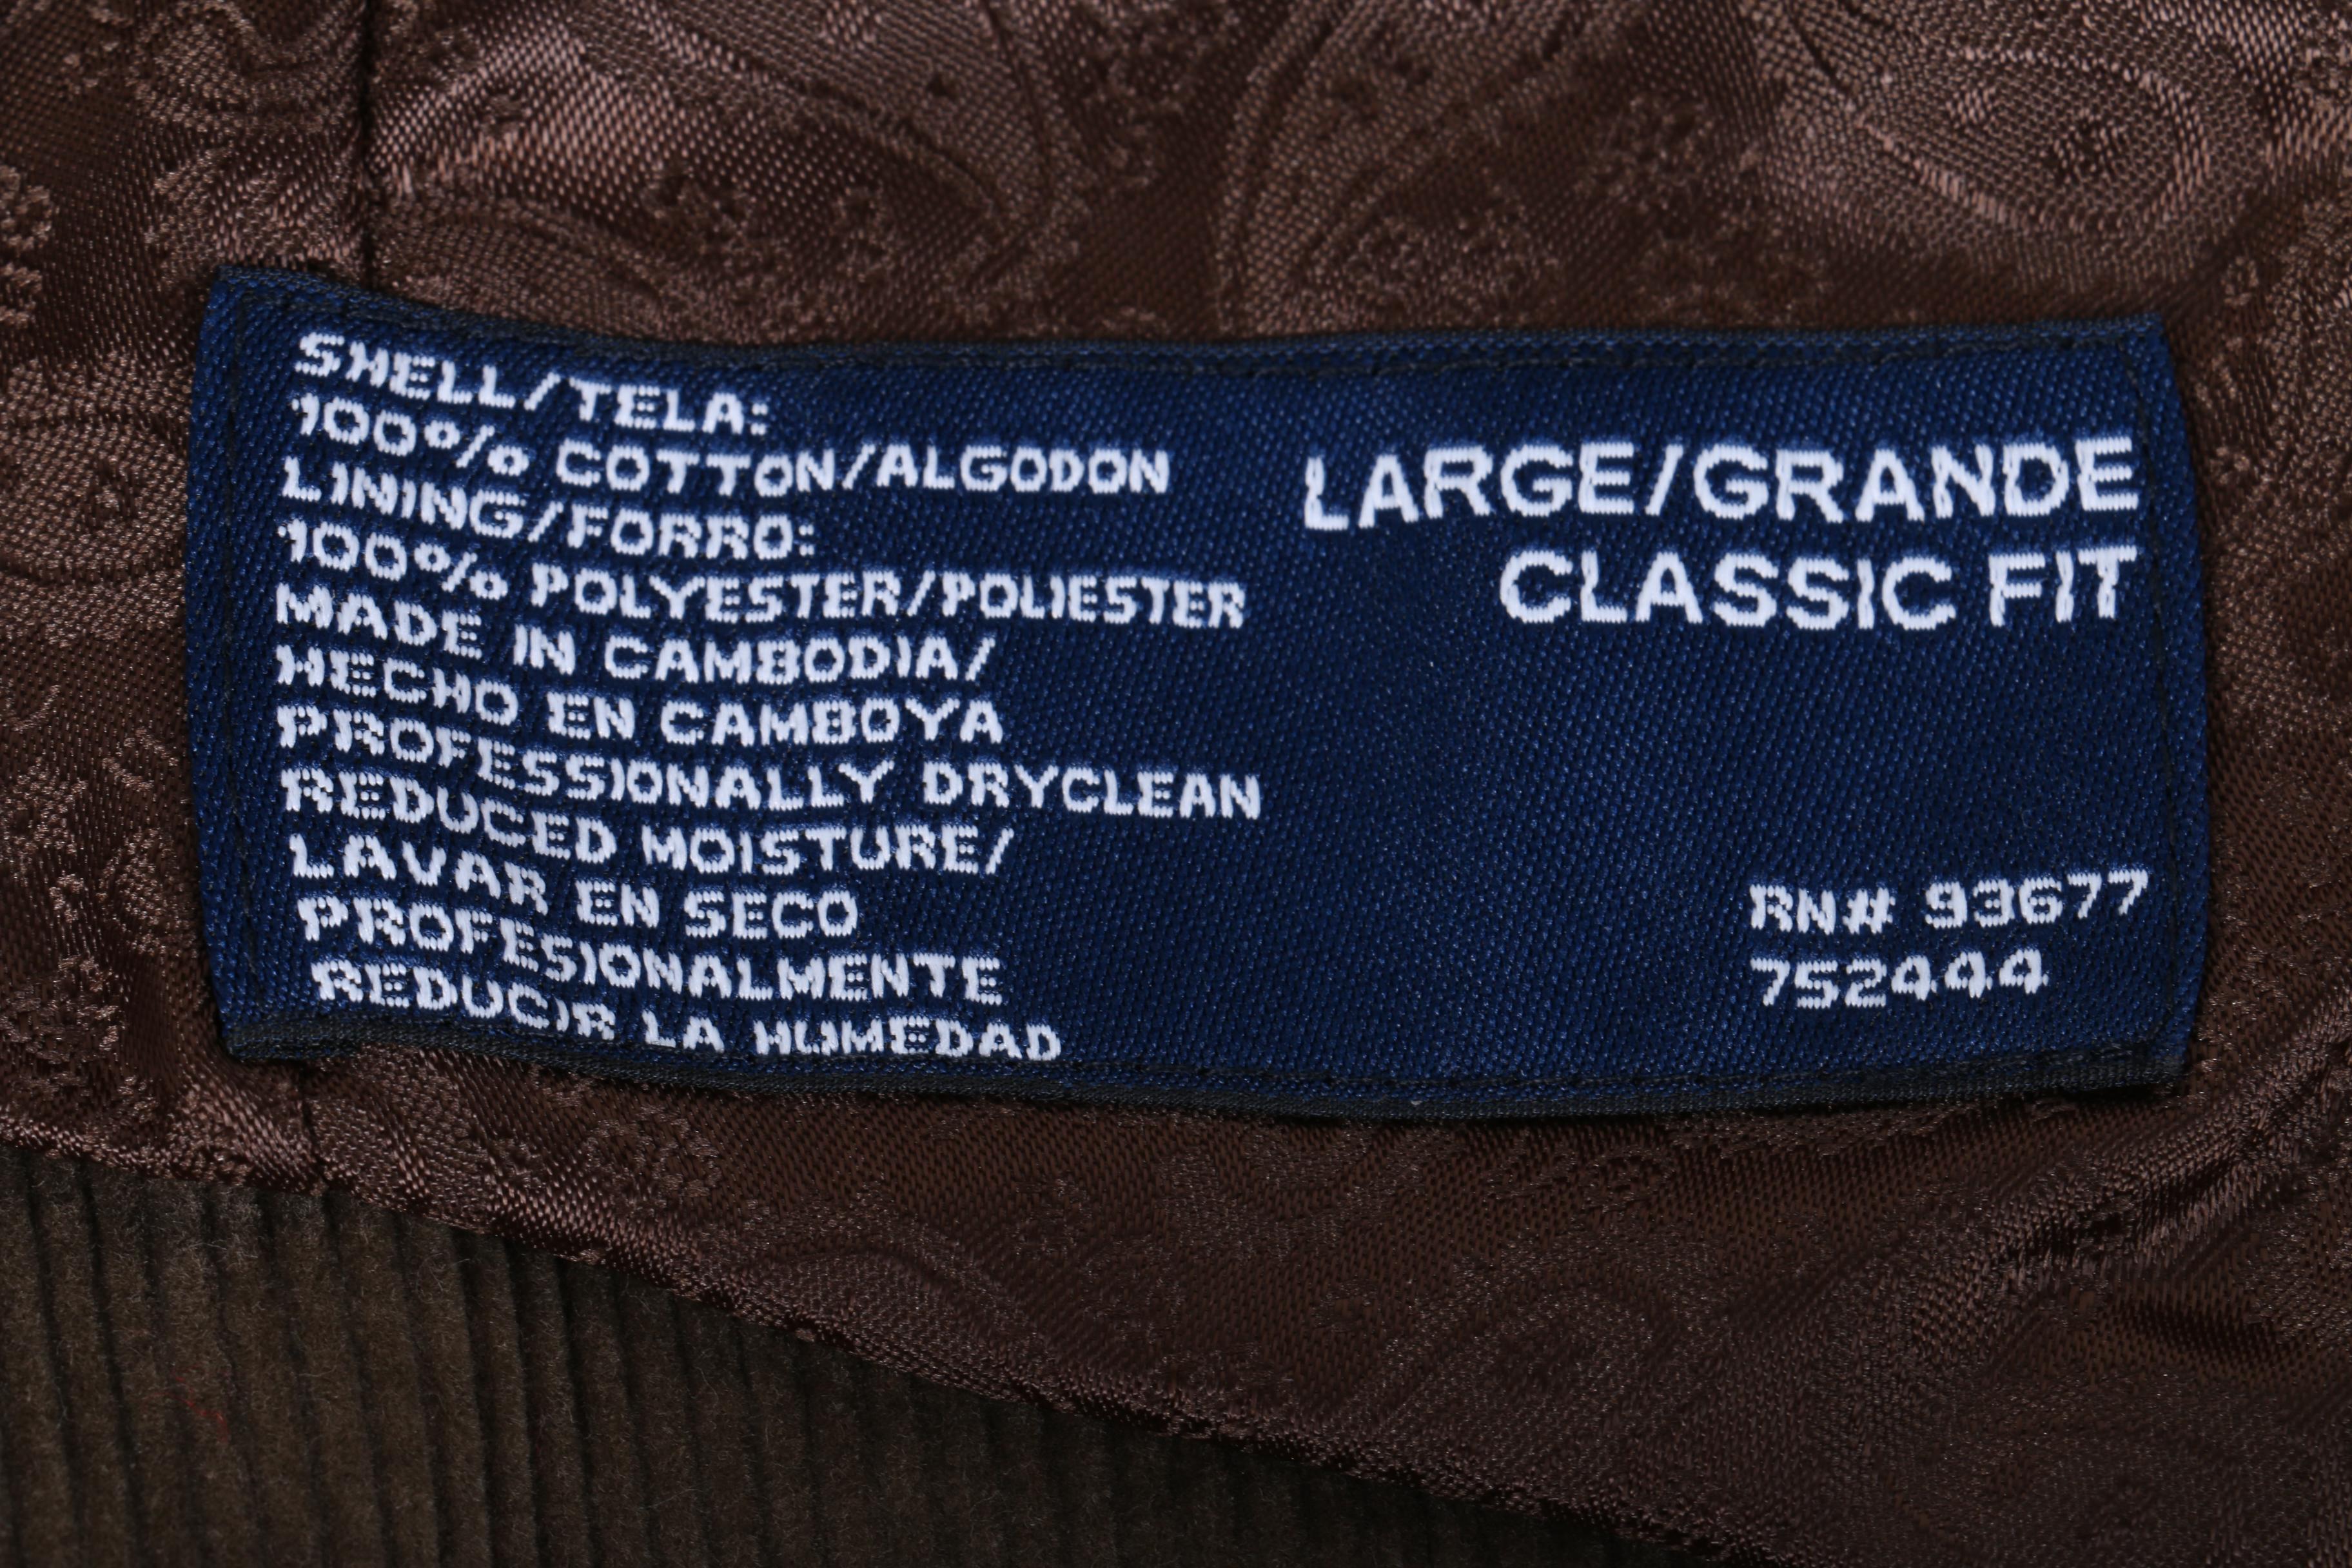 SHELL/TELA:
100% COTTON/ALGODON
LINING/FORRO:
100% POLYESTER/POLIESTER
MADE IN CAMBODIA/
HECHO EN CAMBOYA
PROFESSIONALLY DRYCLEAN
REDUCED MOISTURE/
LAVAR EN SECO
PROFESIONALMENTE
REDUCIR LA HUMEDAD
LARGE/GRANDE
CLASSIC FIT
RN# 93677
752444